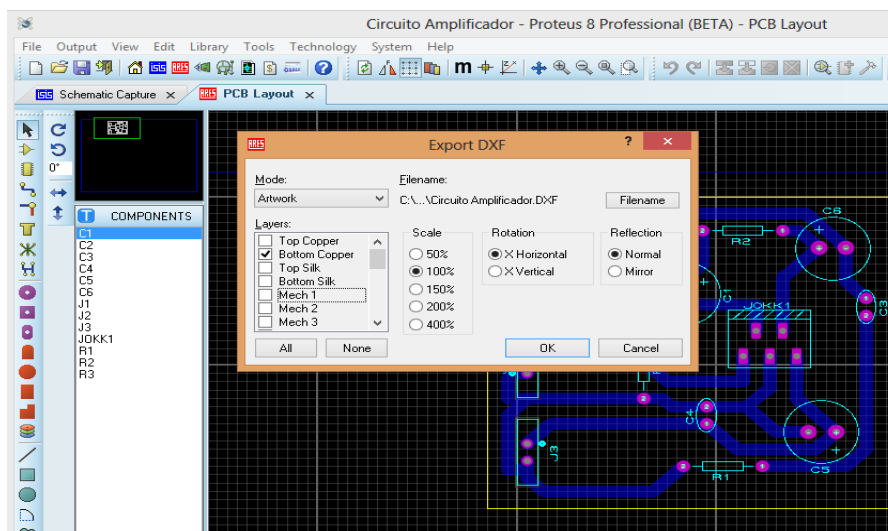 Circuito Amplificador - Proteus 8 Professional (BETA) - PCB Layout
File Output View Edit Library Tools Technology System Help
ISIS Schematic Capture × ARES PCB Layout ×
0°
T COMPONENTS
C1
C2
C3
C4
C5
C6
J1
J2
J3
JOKK1
R1
R2
R3
ARES Export DXF ? ×
Mode:
Artwork
Filename:
C:\...\Circuito Amplificador.DXF
Filename
Layers:
Top Copper
Bottom Copper
Top Silk
Bottom Silk
Mech 1
Mech 2
Mech 3
Scale
50%
100%
150%
200%
400%
Rotation
X Horizontal
X Vertical
Reflection
Normal
Mirror
All
None
OK
Cancel
C6
R2
C1
JOKK1
C3
C4
J3
R1
C5